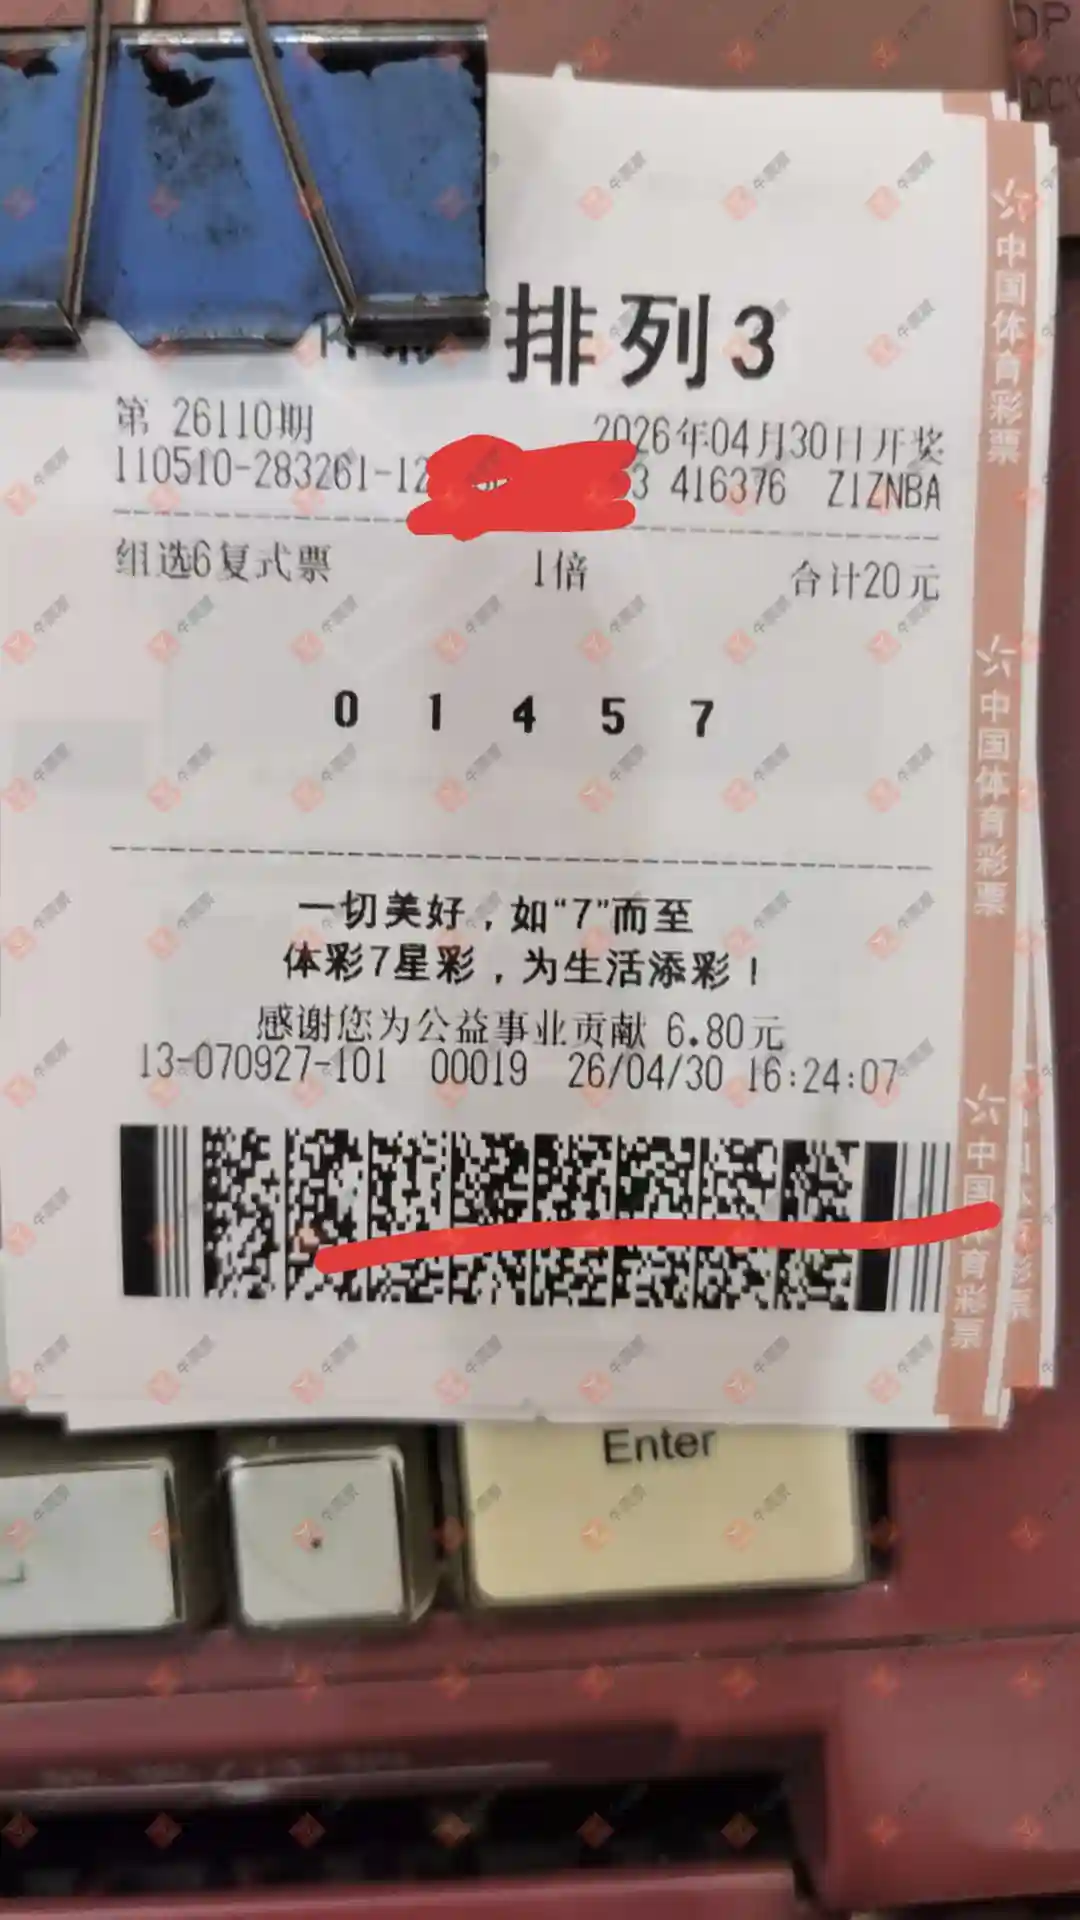 排列3
第 26110期 2026年04月30日开奖
110510-283261-12 3 416376 Z1ZNBA
组选6复式票 1倍 合计20元
0 1 4 5 7
一切美好，如“7”而至
体彩7星彩，为生活添彩！
感谢您为公益事业贡献 6.80元
13-070927-101 00019 26/04/30 16:24:07
中国体育彩票
中国体育彩票
中国体育彩票
Enter